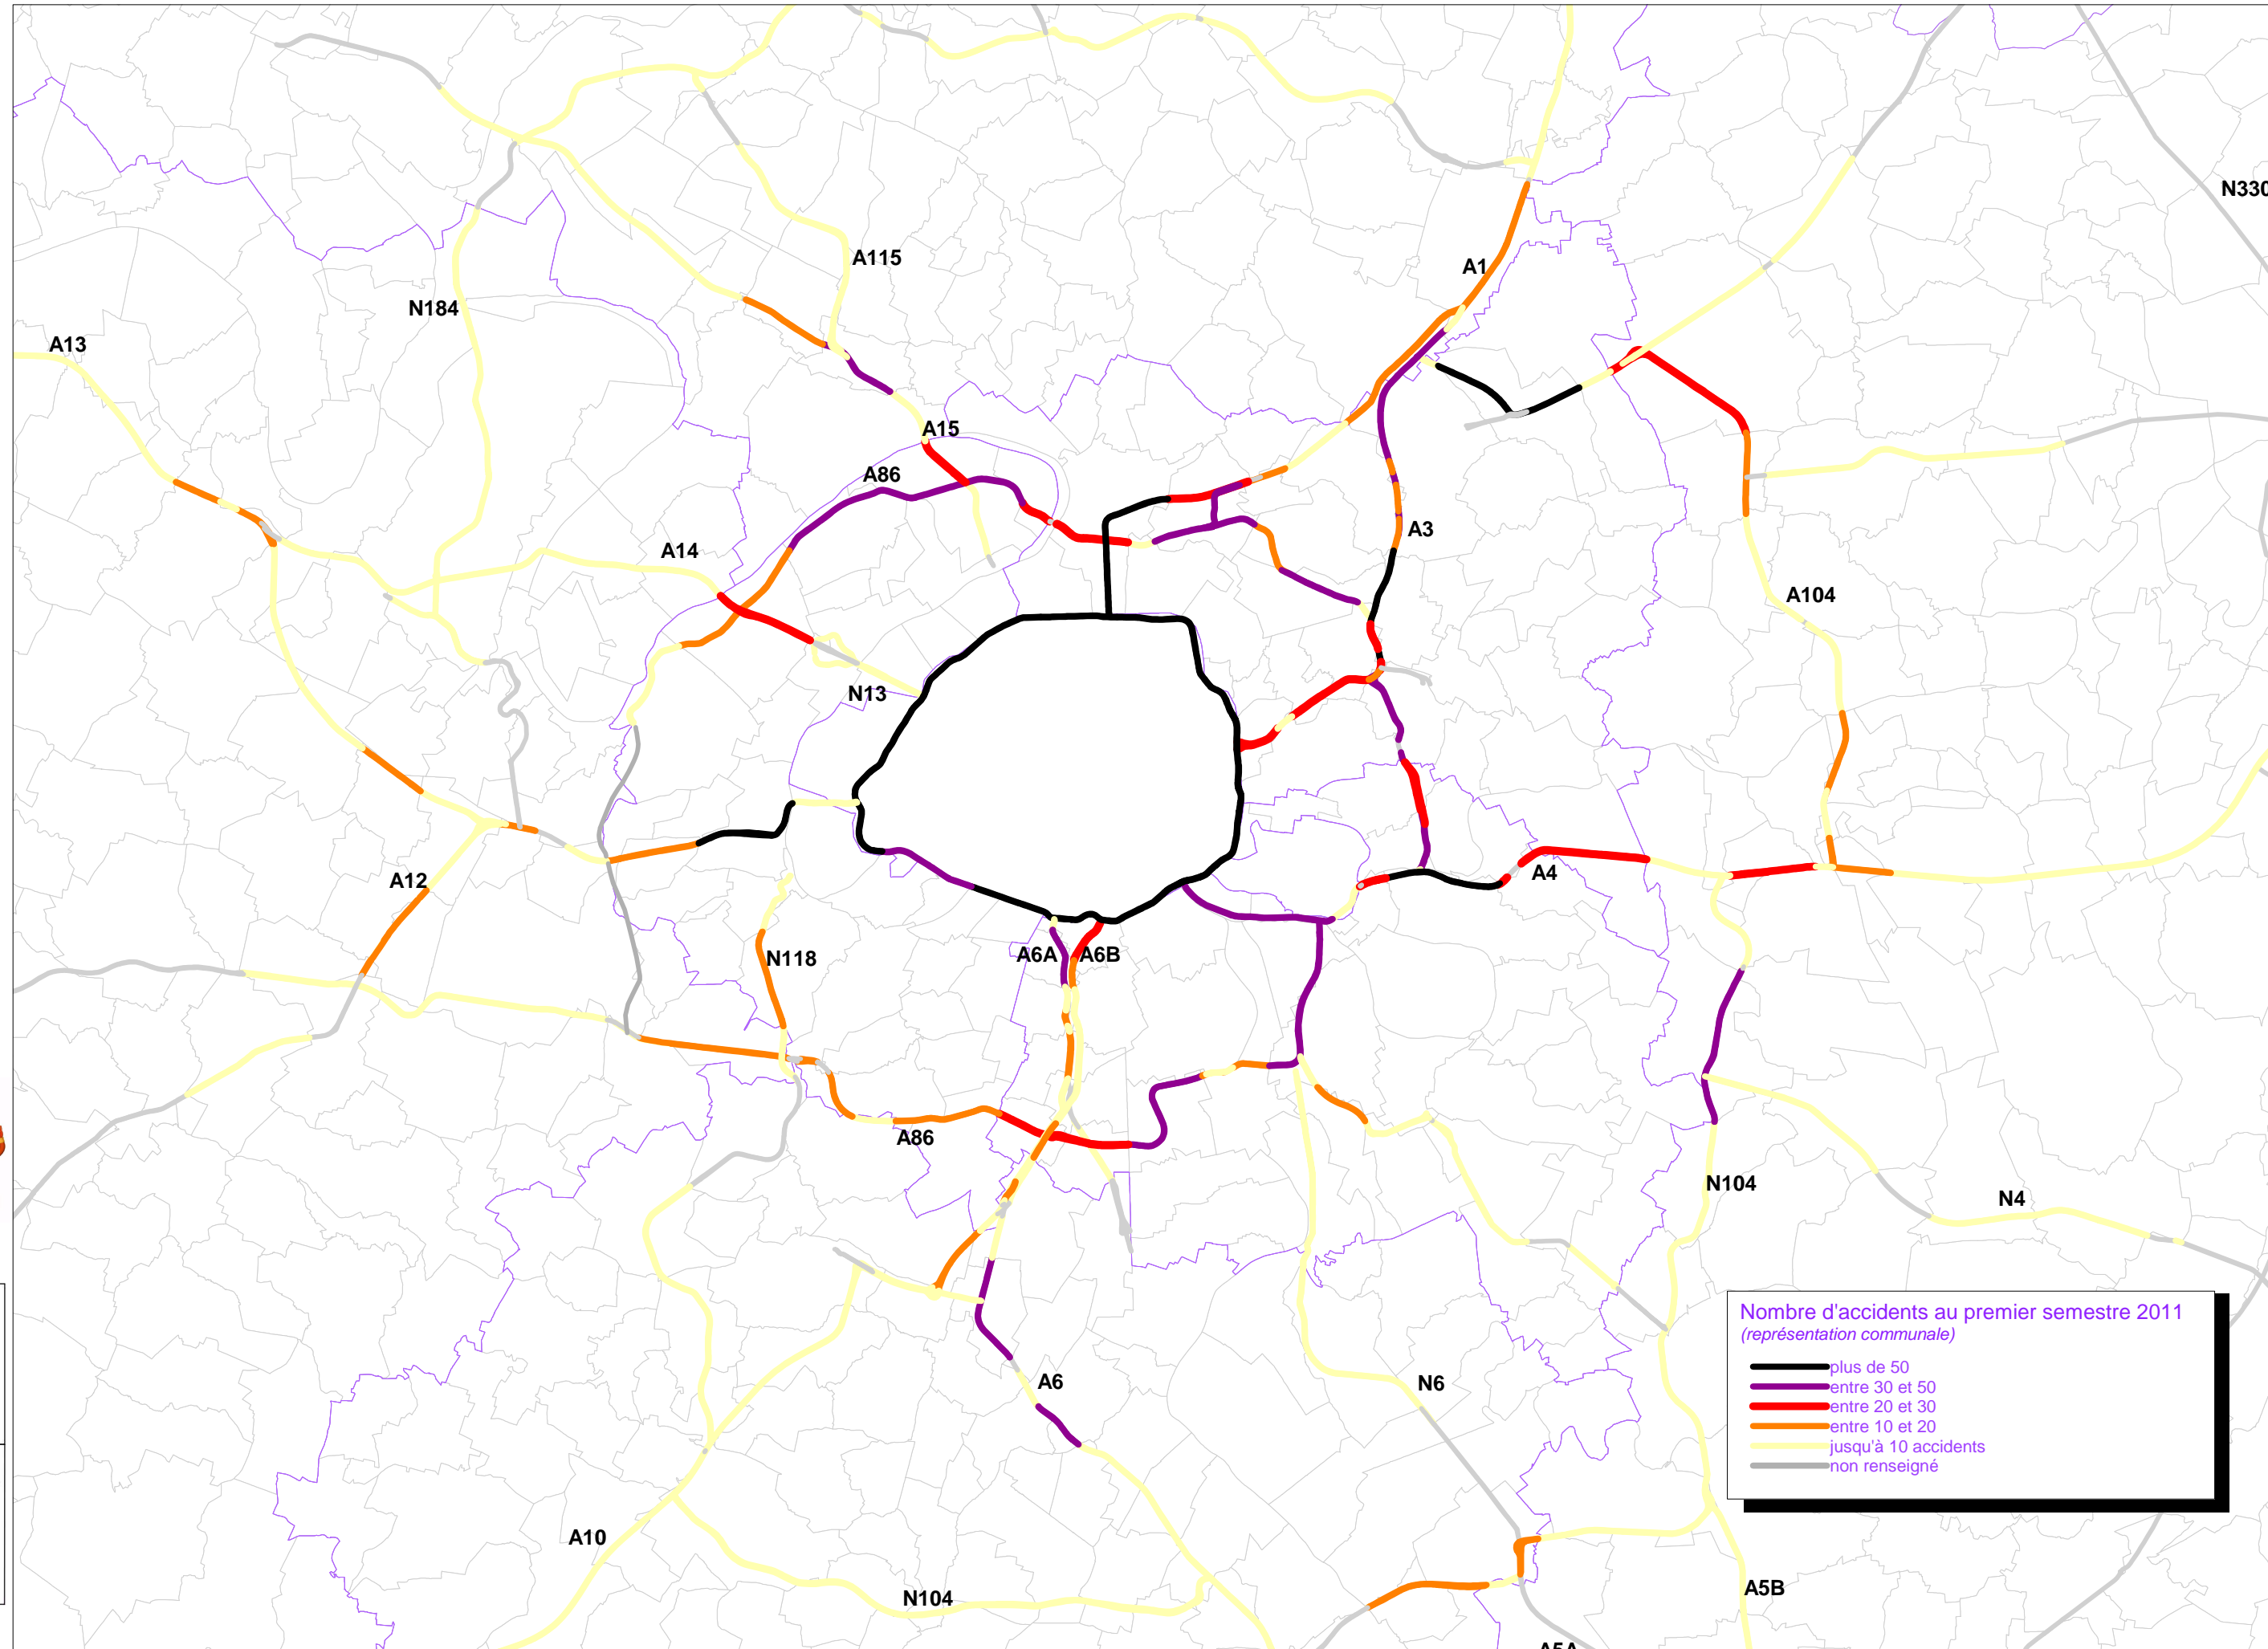 N330
A115
A1
N184
A13
A15
A86
A3
A14
A104
N13
A4
A12
A6A
A6B
N118
A86
N104
N4
Nombre d'accidents au premier semestre 2011
(représentation communale)
plus de 50
entre 30 et 50
entre 20 et 30
entre 10 et 20
jusqu'à 10 accidents
non renseigné
A6
N6
A10
A5B
N104
A5A